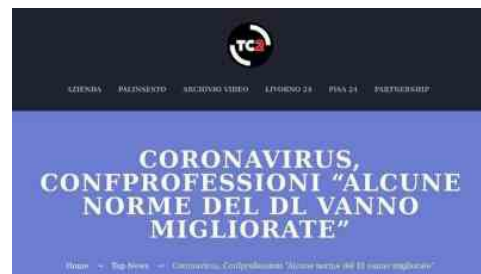 TC2
AZIENDA PALINSESTO ARCHIVIO VIDEO LIVORNO 24 PISA 24 PARTNERSHIP
CORONAVIRUS,
CONFPROFESSIONI “ALCUNE
NORME DEL DL VANNO
MIGLIORATE”
Home → Top News → Coronavirus, Confprofessioni “Alcune norme del Dl vanno migliorate”